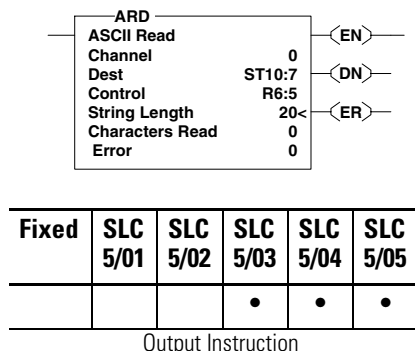 ARD
ASCII Read
Channel 0
Dest ST10:7
Control R6:5
String Length 20<
Characters Read 0
Error 0
EN
DN
ER
Fixed SLC 5/01 SLC 5/02 SLC 5/03 SLC 5/04 SLC 5/05
• • •
Output Instruction